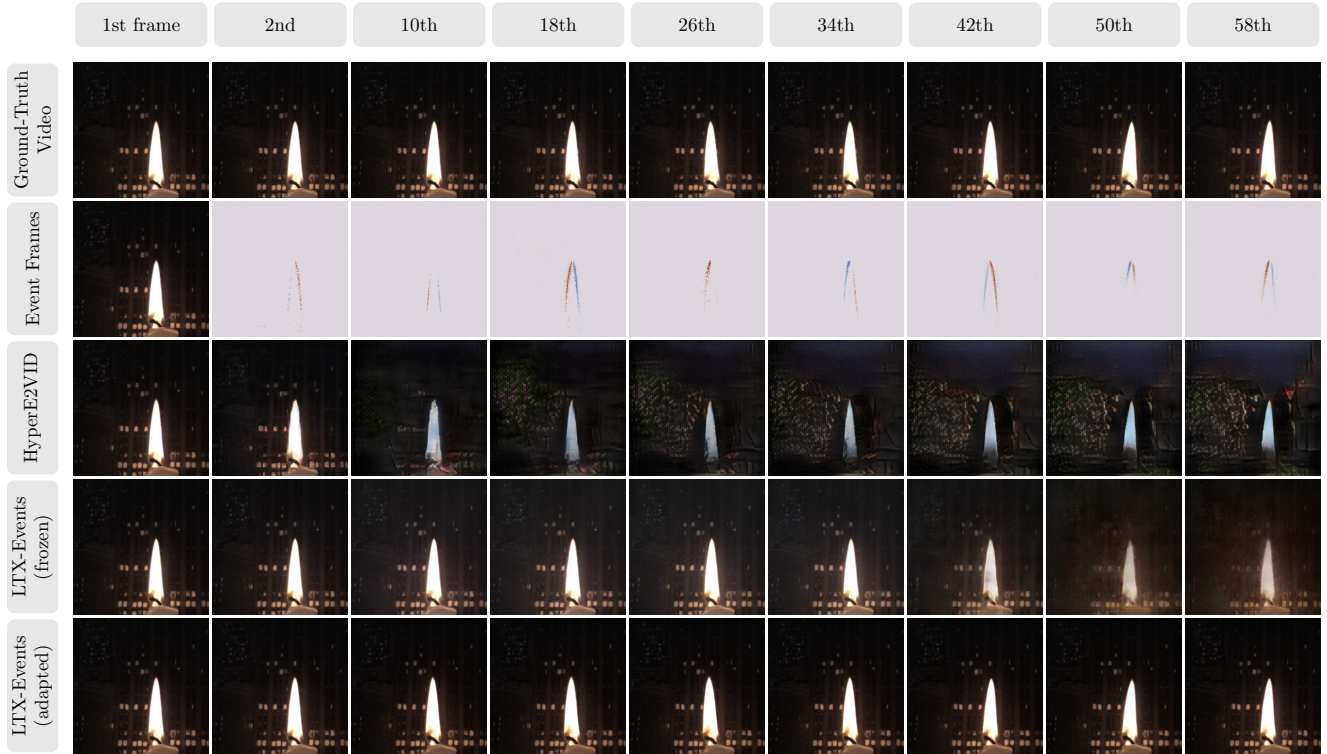 1st frame
2nd
10th
18th
26th
34th
42th
50th
58th
Ground-Truth
Video
Event Frames
HyperE2VID
LTX-Events
(frozen)
LTX-Events
(adapted)